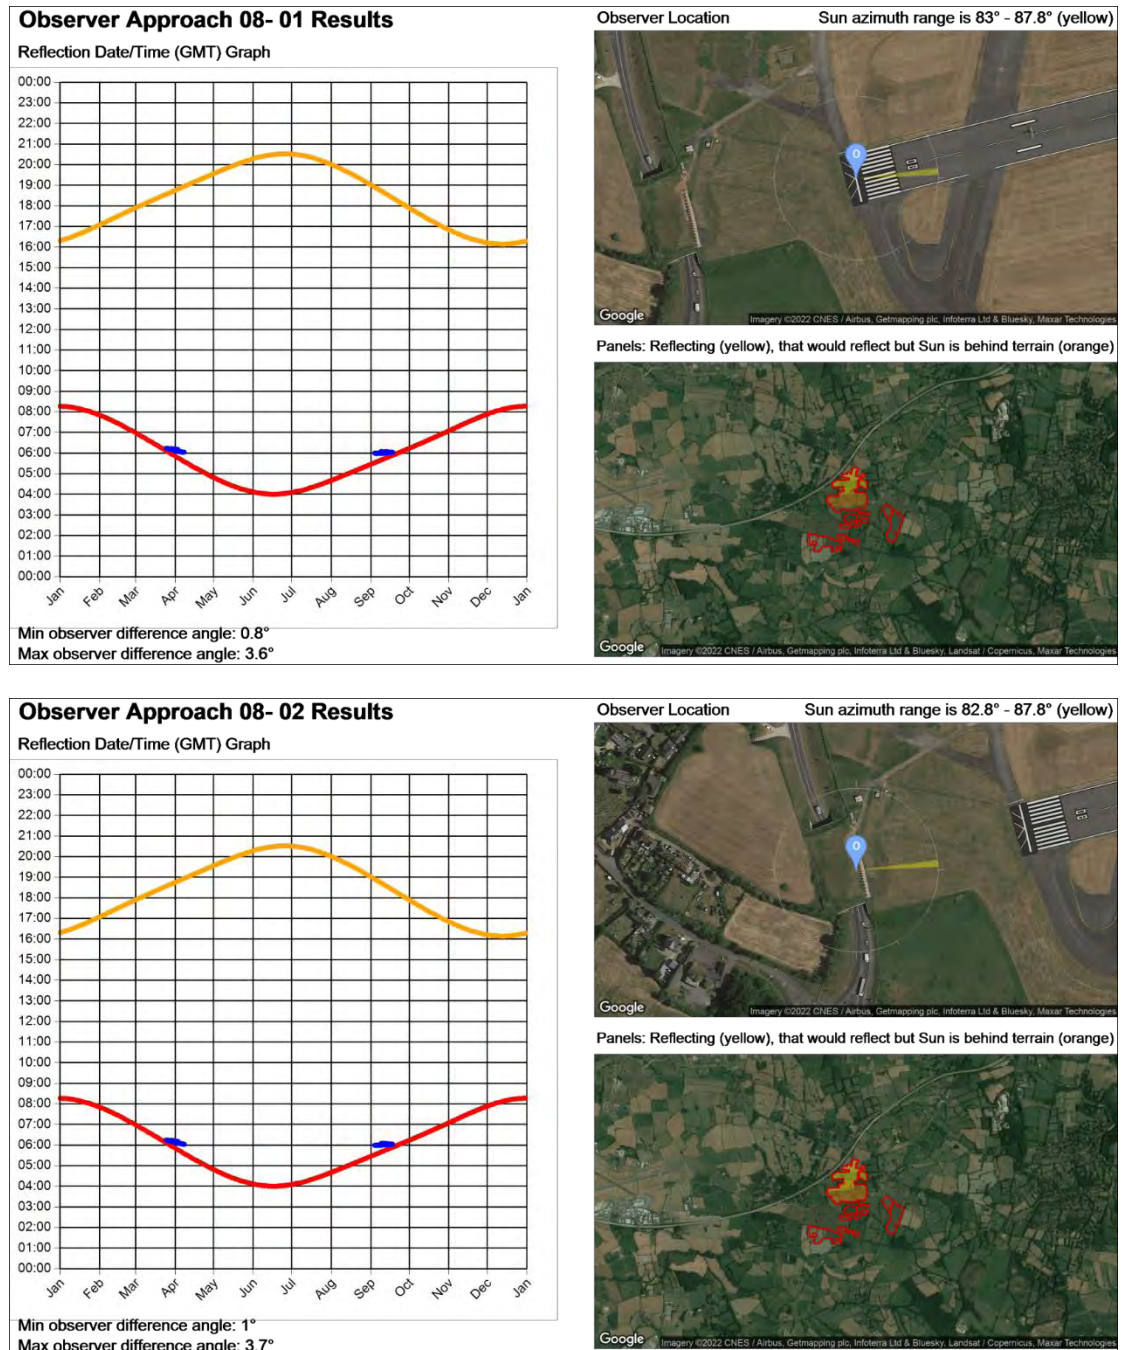 Observer Approach 08- 01 Results
Reflection Date/Time (GMT) Graph
00:00
23:00
22:00
21:00
20:00
19:00
18:00
17:00
16:00
15:00
14:00
13:00
12:00
11:00
10:00
09:00
08:00
07:00
06:00
05:00
04:00
03:00
02:00
01:00
00:00
Jan Feb Mar Apr May Jun Jul Aug Sep Oct Nov Dec Jan
Min observer difference angle: 0.8°
Max observer difference angle: 3.6°
Observer Location Sun azimuth range is 83° - 87.8° (yellow)
0
Google Imagery ©2022 CNES / Airbus, Getmapping plc, Infoterra Ltd & Bluesky, Maxar Technologies
Panels: Reflecting (yellow), that would reflect but Sun is behind terrain (orange)
Google Imagery ©2022 CNES / Airbus, Getmapping plc, Infoterra Ltd & Bluesky, Landsat / Copernicus, Maxar Technologies
Observer Approach 08- 02 Results
Reflection Date/Time (GMT) Graph
00:00
23:00
22:00
21:00
20:00
19:00
18:00
17:00
16:00
15:00
14:00
13:00
12:00
11:00
10:00
09:00
08:00
07:00
06:00
05:00
04:00
03:00
02:00
01:00
00:00
Jan Feb Mar Apr May Jun Jul Aug Sep Oct Nov Dec Jan
Min observer difference angle: 1°
Max observer difference angle: 3.7°
Observer Location Sun azimuth range is 82.8° - 87.8° (yellow)
0
Google Imagery ©2022 CNES / Airbus, Getmapping plc, Infoterra Ltd & Bluesky, Maxar Technologies
Panels: Reflecting (yellow), that would reflect but Sun is behind terrain (orange)
Google Imagery ©2022 CNES / Airbus, Getmapping plc, Infoterra Ltd & Bluesky, Landsat / Copernicus, Maxar Technologies